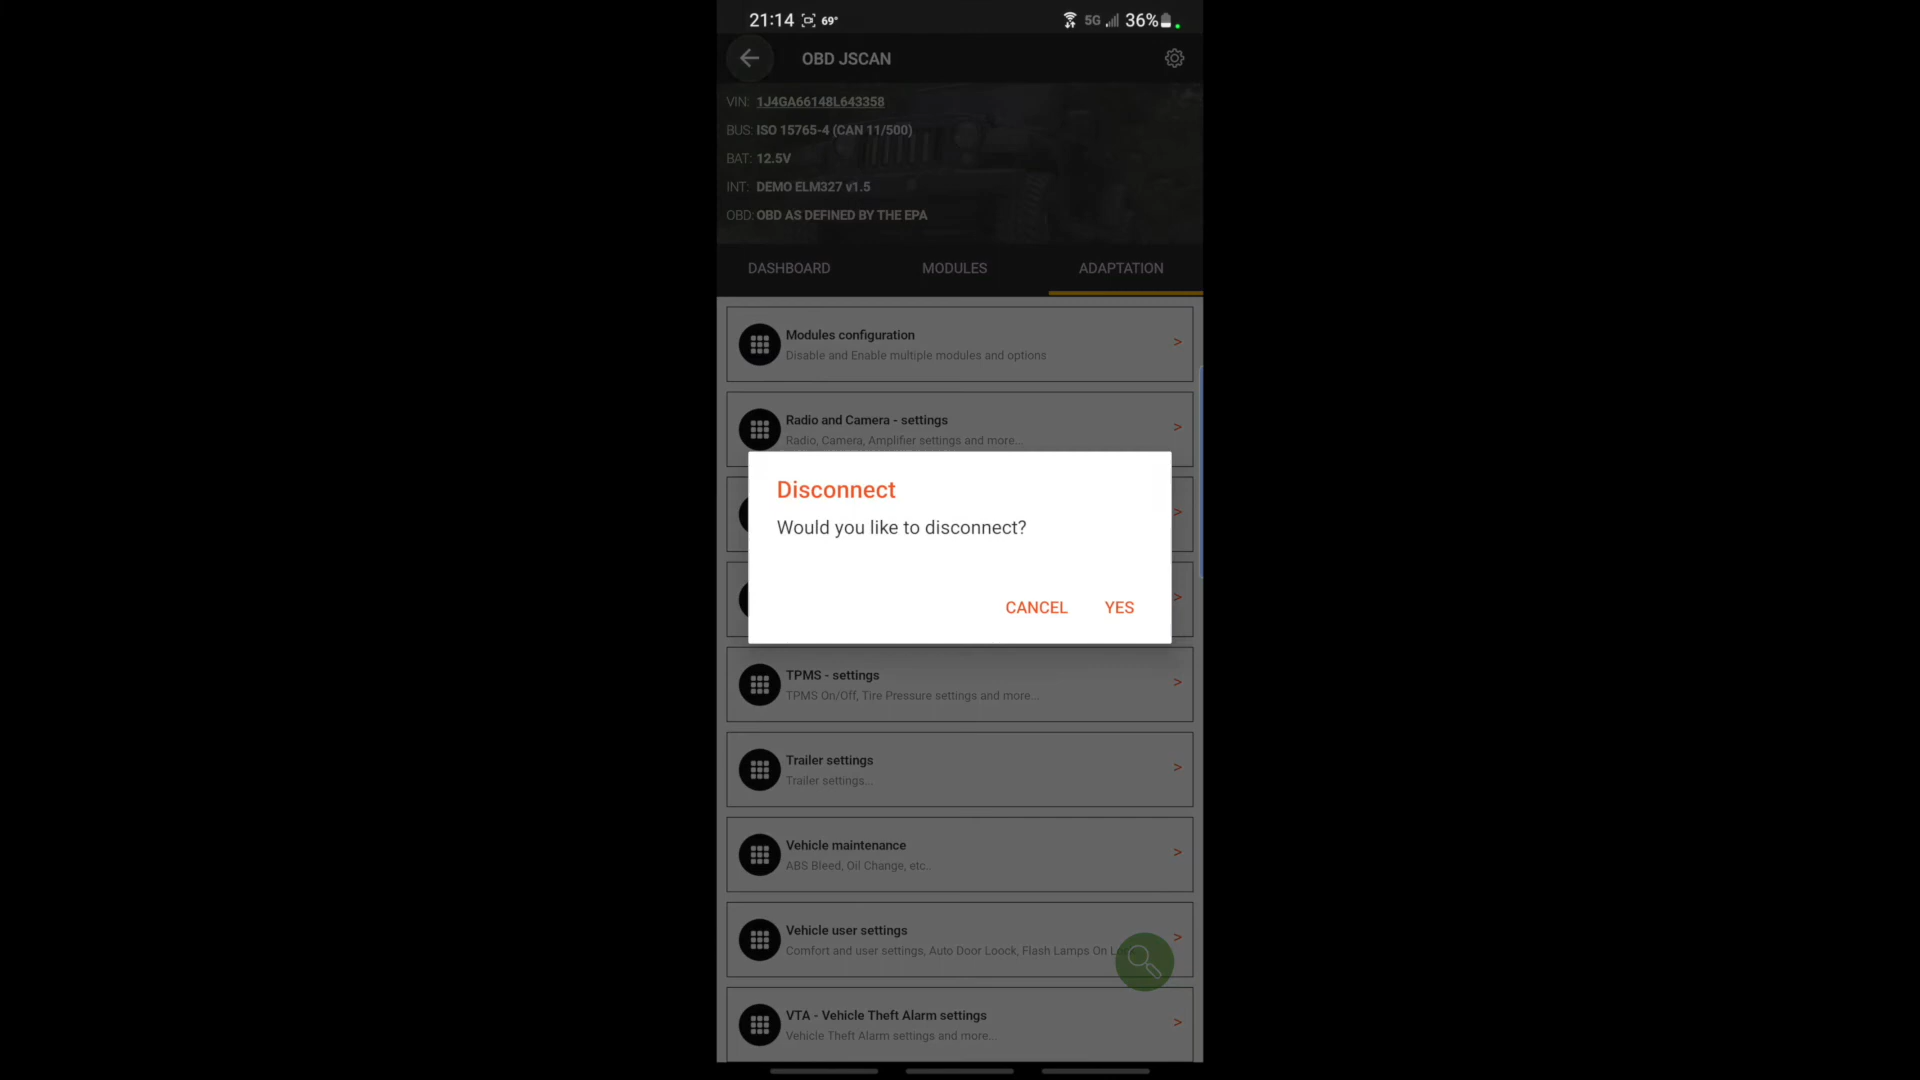 21:14 69°
5G 36%
OBD JSCAN
VIN: 1J4GA66148L643358
BUS: ISO 15765-4 (CAN 11/500)
BAT: 12.5V
INT: DEMO ELM327 v1.5
OBD: OBD AS DEFINED BY THE EPA
DASHBOARD MODULES ADAPTATION
Modules configuration
Disable and Enable multiple modules and options
>
Radio and Camera - settings
Radio, Camera, Amplifier settings and more...
>
>
>
Disconnect
Would you like to disconnect?
CANCEL YES
TPMS - settings
TPMS On/Off, Tire Pressure settings and more...
>
Trailer settings
Trailer settings...
>
Vehicle maintenance
ABS Bleed, Oil Change, etc..
>
Vehicle user settings
Comfort and user settings, Auto Door Loock, Flash Lamps On
>
VTA - Vehicle Theft Alarm settings
Vehicle Theft Alarm settings and more...
>